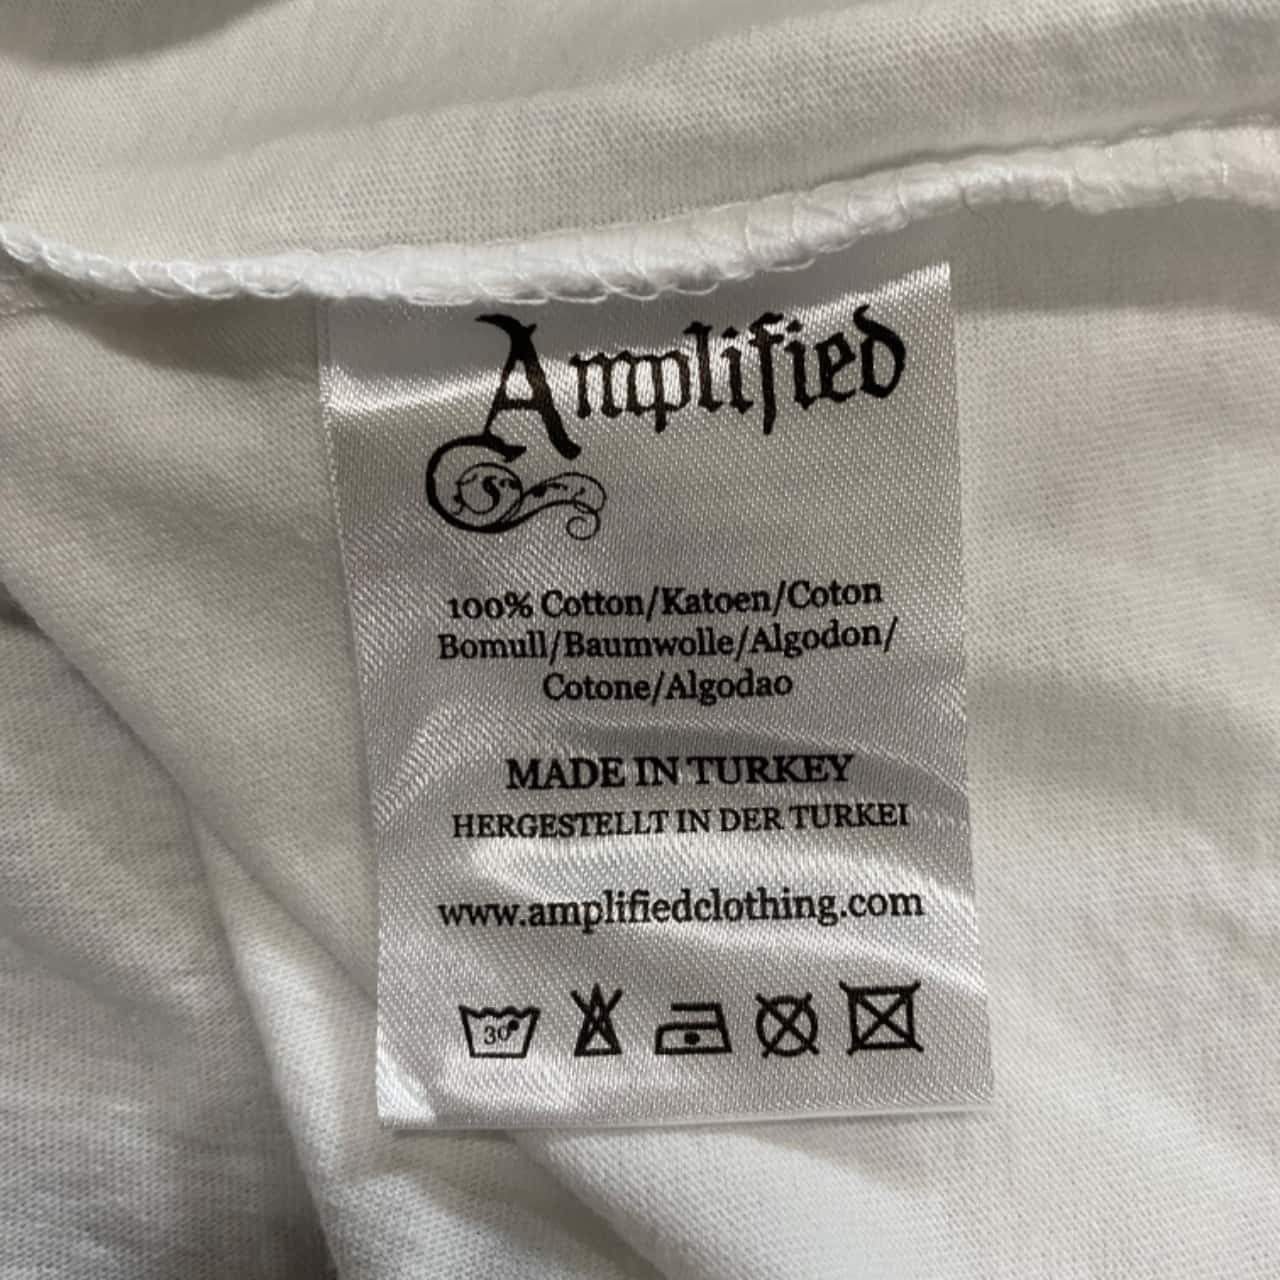 Amplified
100% Cotton/Katoen/Coton
Bomull/Baumwolle/Algodon/
Cotone/Algodao
MADE IN TURKEY
HERGESTELLT IN DER TURKEI
www.amplifiedclothing.com
30°